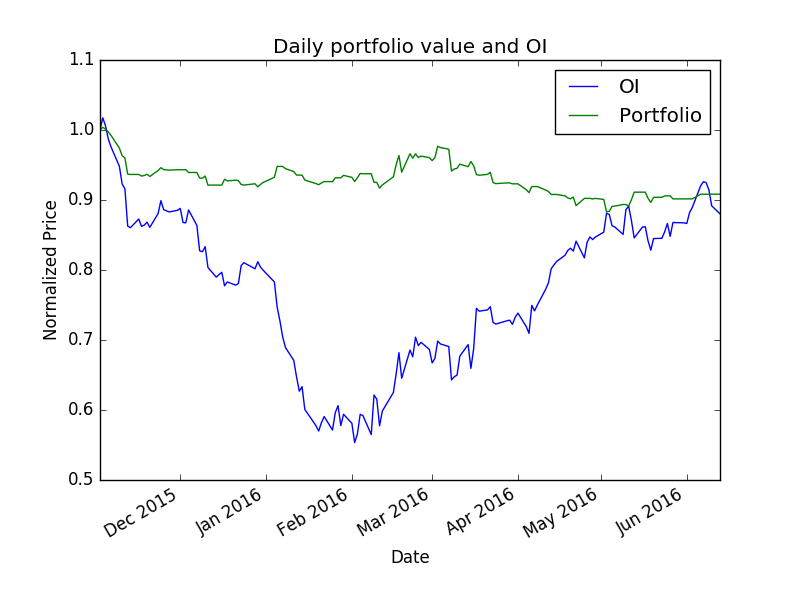 Daily portfolio value and OI
OI
Portfolio
1.1
1.0
0.9
0.8
0.7
0.6
0.5
Normalized Price
Dec 2015
Jan 2016
Feb 2016
Mar 2016
Apr 2016
May 2016
Jun 2016
Date